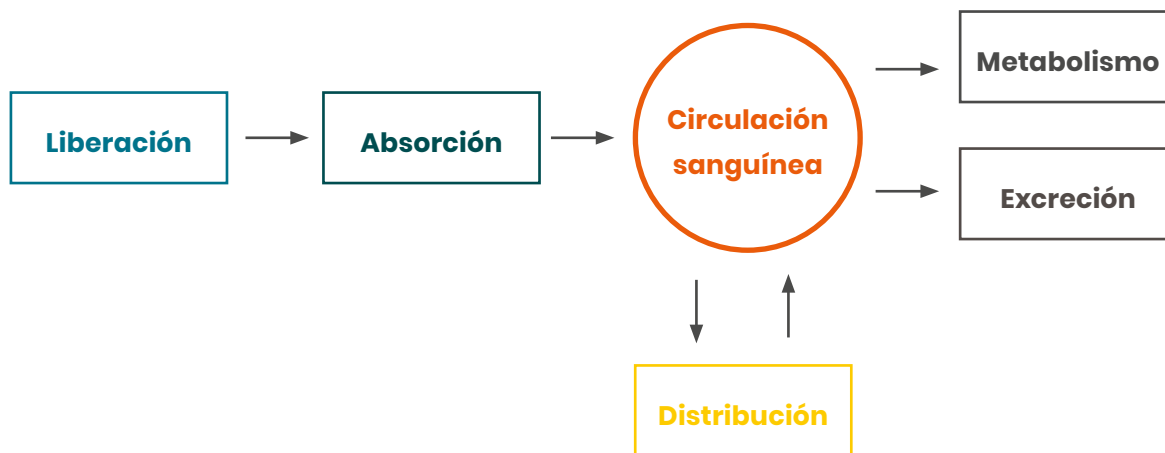 Liberación
Absorción
Circulación
sanguínea
Metabolismo
Excreción
Distribución